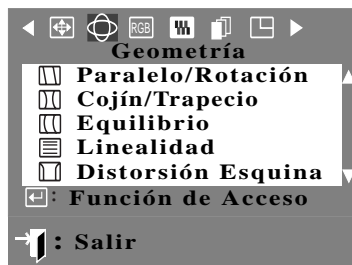 RGB
Geometría
Paralelo/Rotación
Cojín/Trapecio
Equilibrio
Linealidad
Distorsión Esquina
: Función de Acceso
: Salir